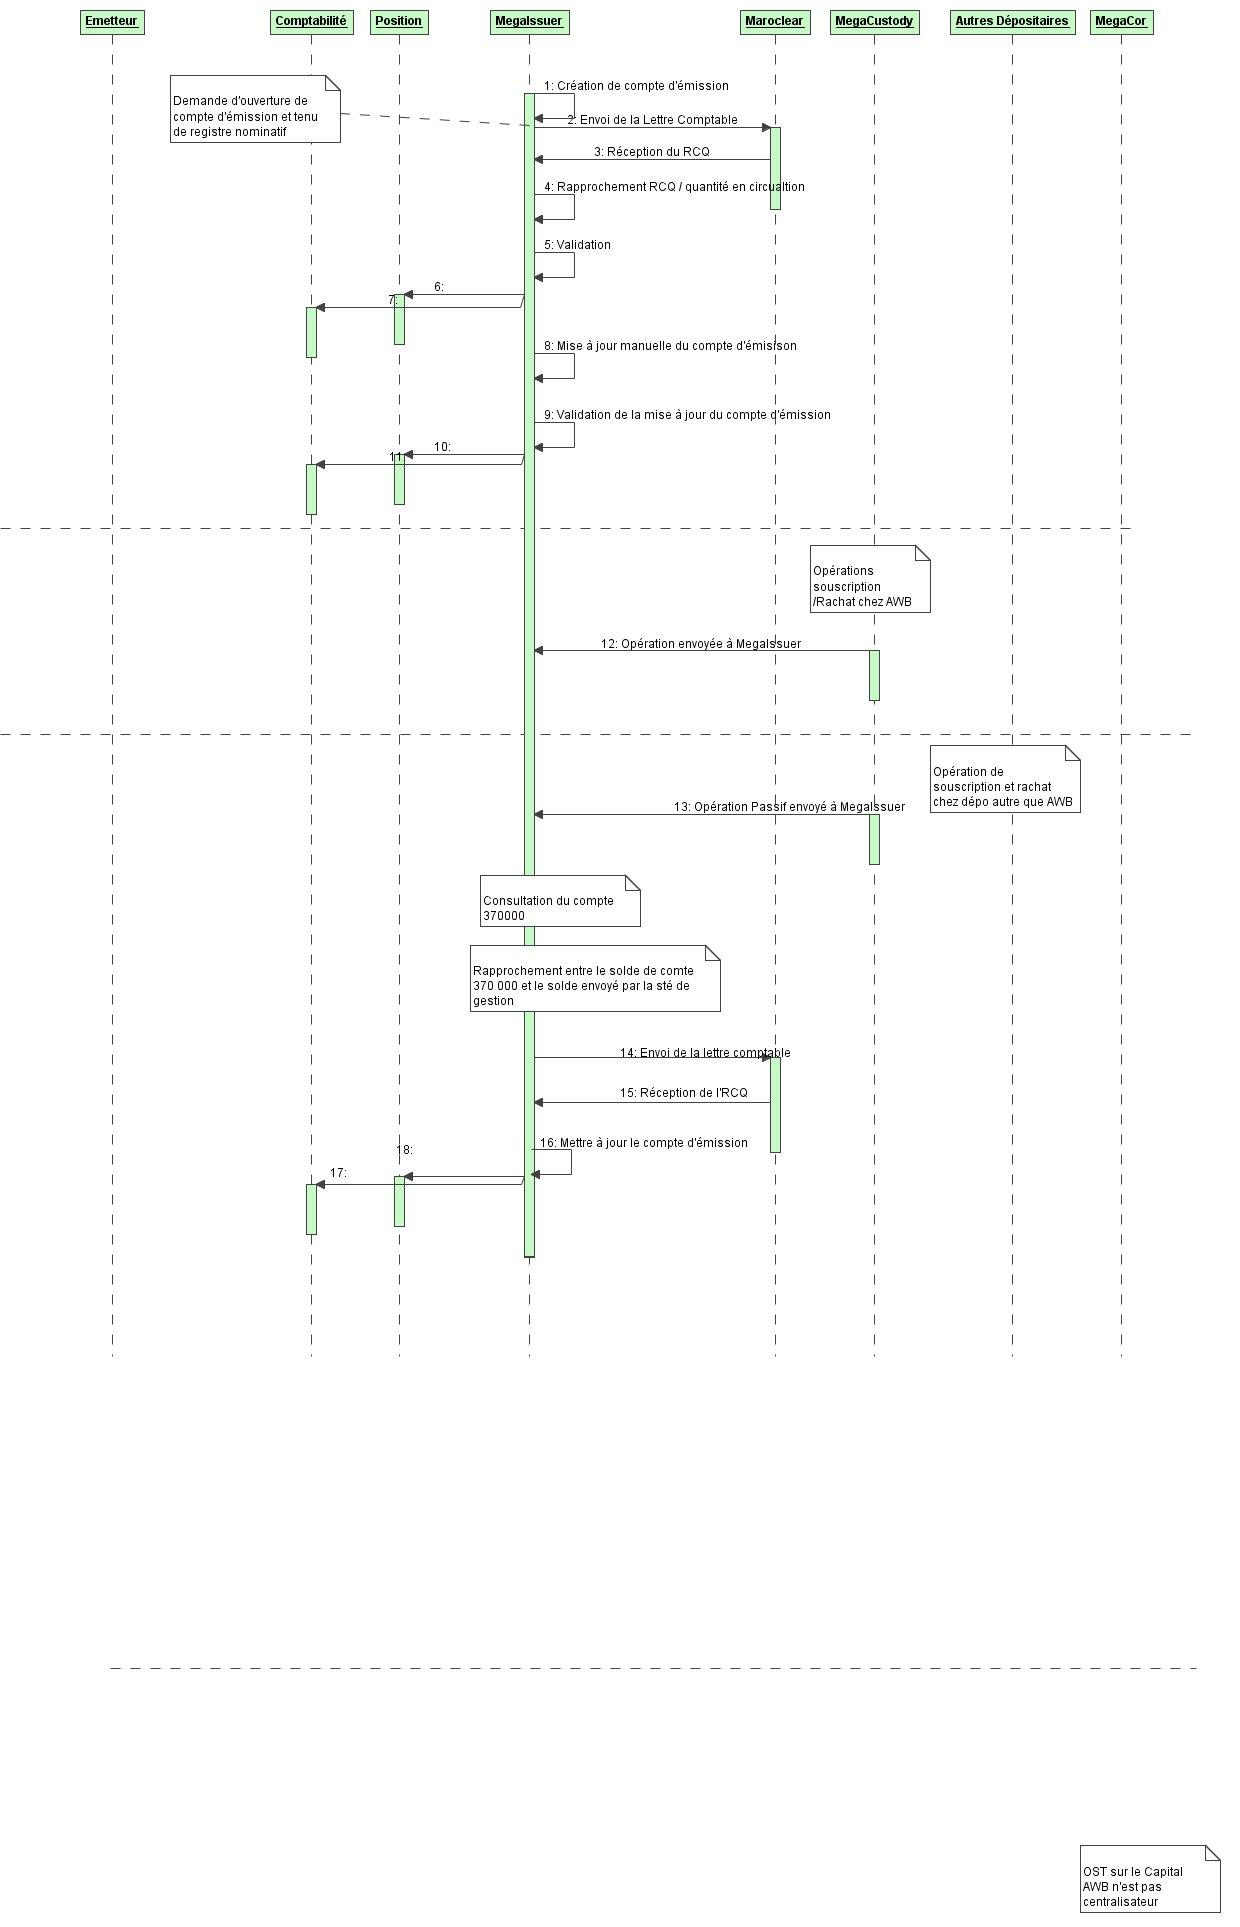 Emetteur
Comptabilité
Position
MegaIssuer
Maroclear
MegaCustody
Autres Dépositaires
MegaCor
Demande d'ouverture de
compte d'émission et tenu
de registre nominatif
1: Création de compte d'émission
2: Envoi de la Lettre Comptable
3: Réception du RCQ
4: Rapprochement RCQ / quantité en circualtion
5: Validation
6:
7:
8: Mise à jour manuelle du compte d'émisison
9: Validation de la mise à jour du compte d'émission
10:
11
Opérations
souscription
/Rachat chez AWB
12: Opération envoyée à MegaIssuer
Opération de
souscription et rachat
chez dépo autre que AWB
13: Opération Passif envoyé à MegaIssuer
Consultation du compte
370000
Rapprochement entre le solde de comte
370 000 et le solde envoyé par la sté de
gestion
14: Envoi de la lettre comptable
15: Réception de l'RCQ
16: Mettre à jour le compte d'émission
18:
17:
OST sur le Capital
AWB n'est pas
centralisateur